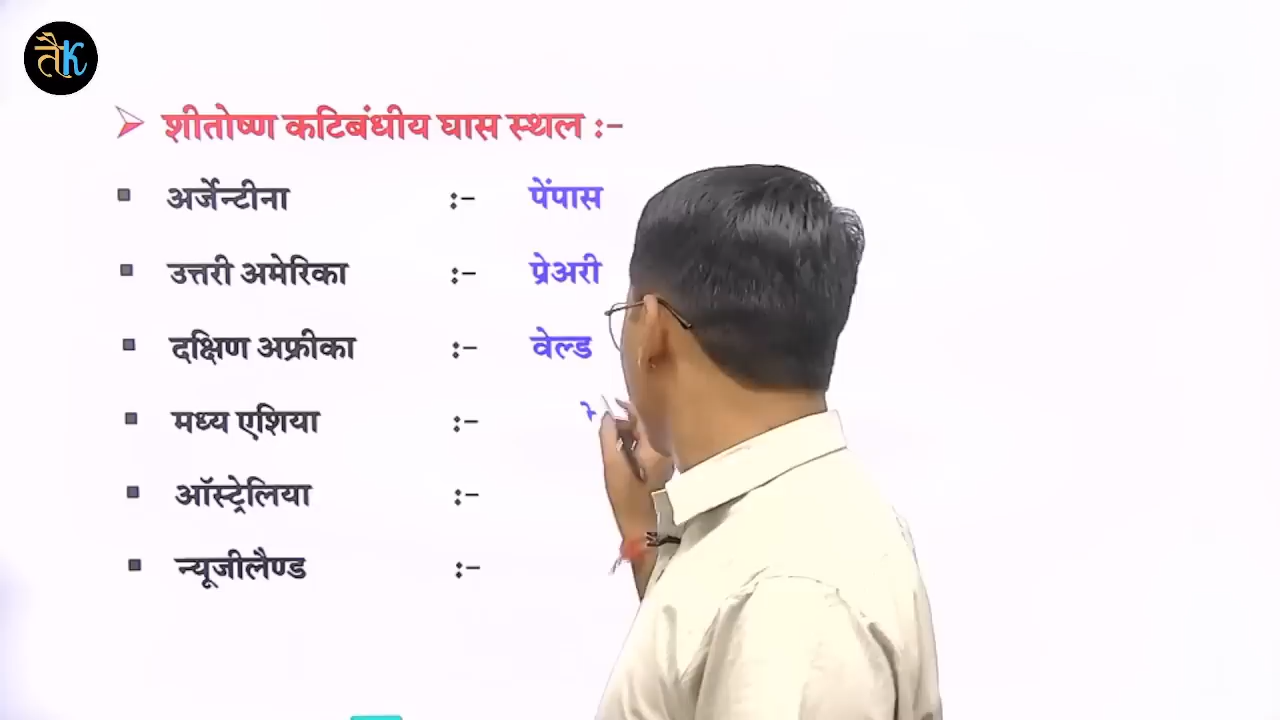 तैK
➢ शीतोष्ण कटिबंधीय घास स्थल :-
▪ अर्जेन्टीना :- पेंपास
▪ उत्तरी अमेरिका :- प्रेअरी
▪ दक्षिण अफ्रीका :- वेल्ड
▪ मध्य एशिया :-
▪ ऑस्ट्रेलिया :-
▪ न्यूजीलैण्ड :-